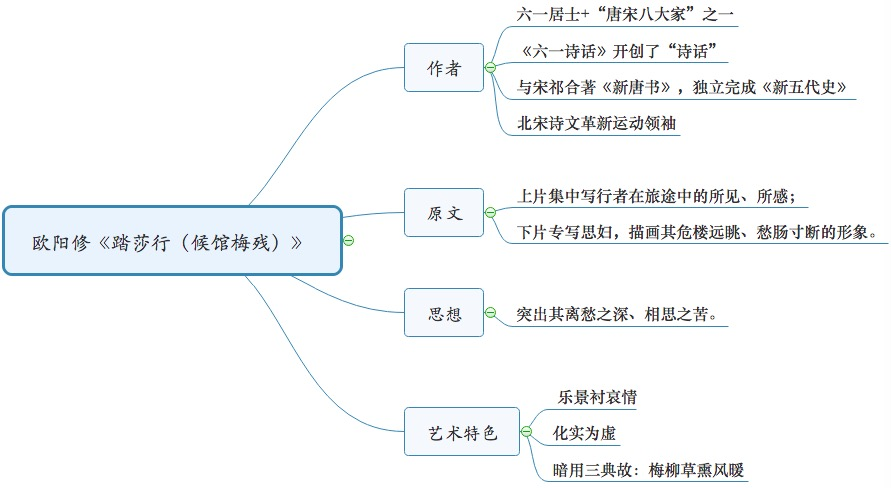 欧阳修《踏莎行（候馆梅残）》
作者
六一居士+“唐宋八大家”之一
《六一诗话》开创了“诗话”
与宋祁合著《新唐书》，独立完成《新五代史》
北宋诗文革新运动领袖
原文
上片集中写行者在旅途中的所见、所感；
下片专写思妇，描画其危楼远眺、愁肠寸断的形象。
思想
突出其离愁之深、相思之苦。
艺术特色
乐景衬哀情
化实为虚
暗用三典故：梅柳草熏风暖